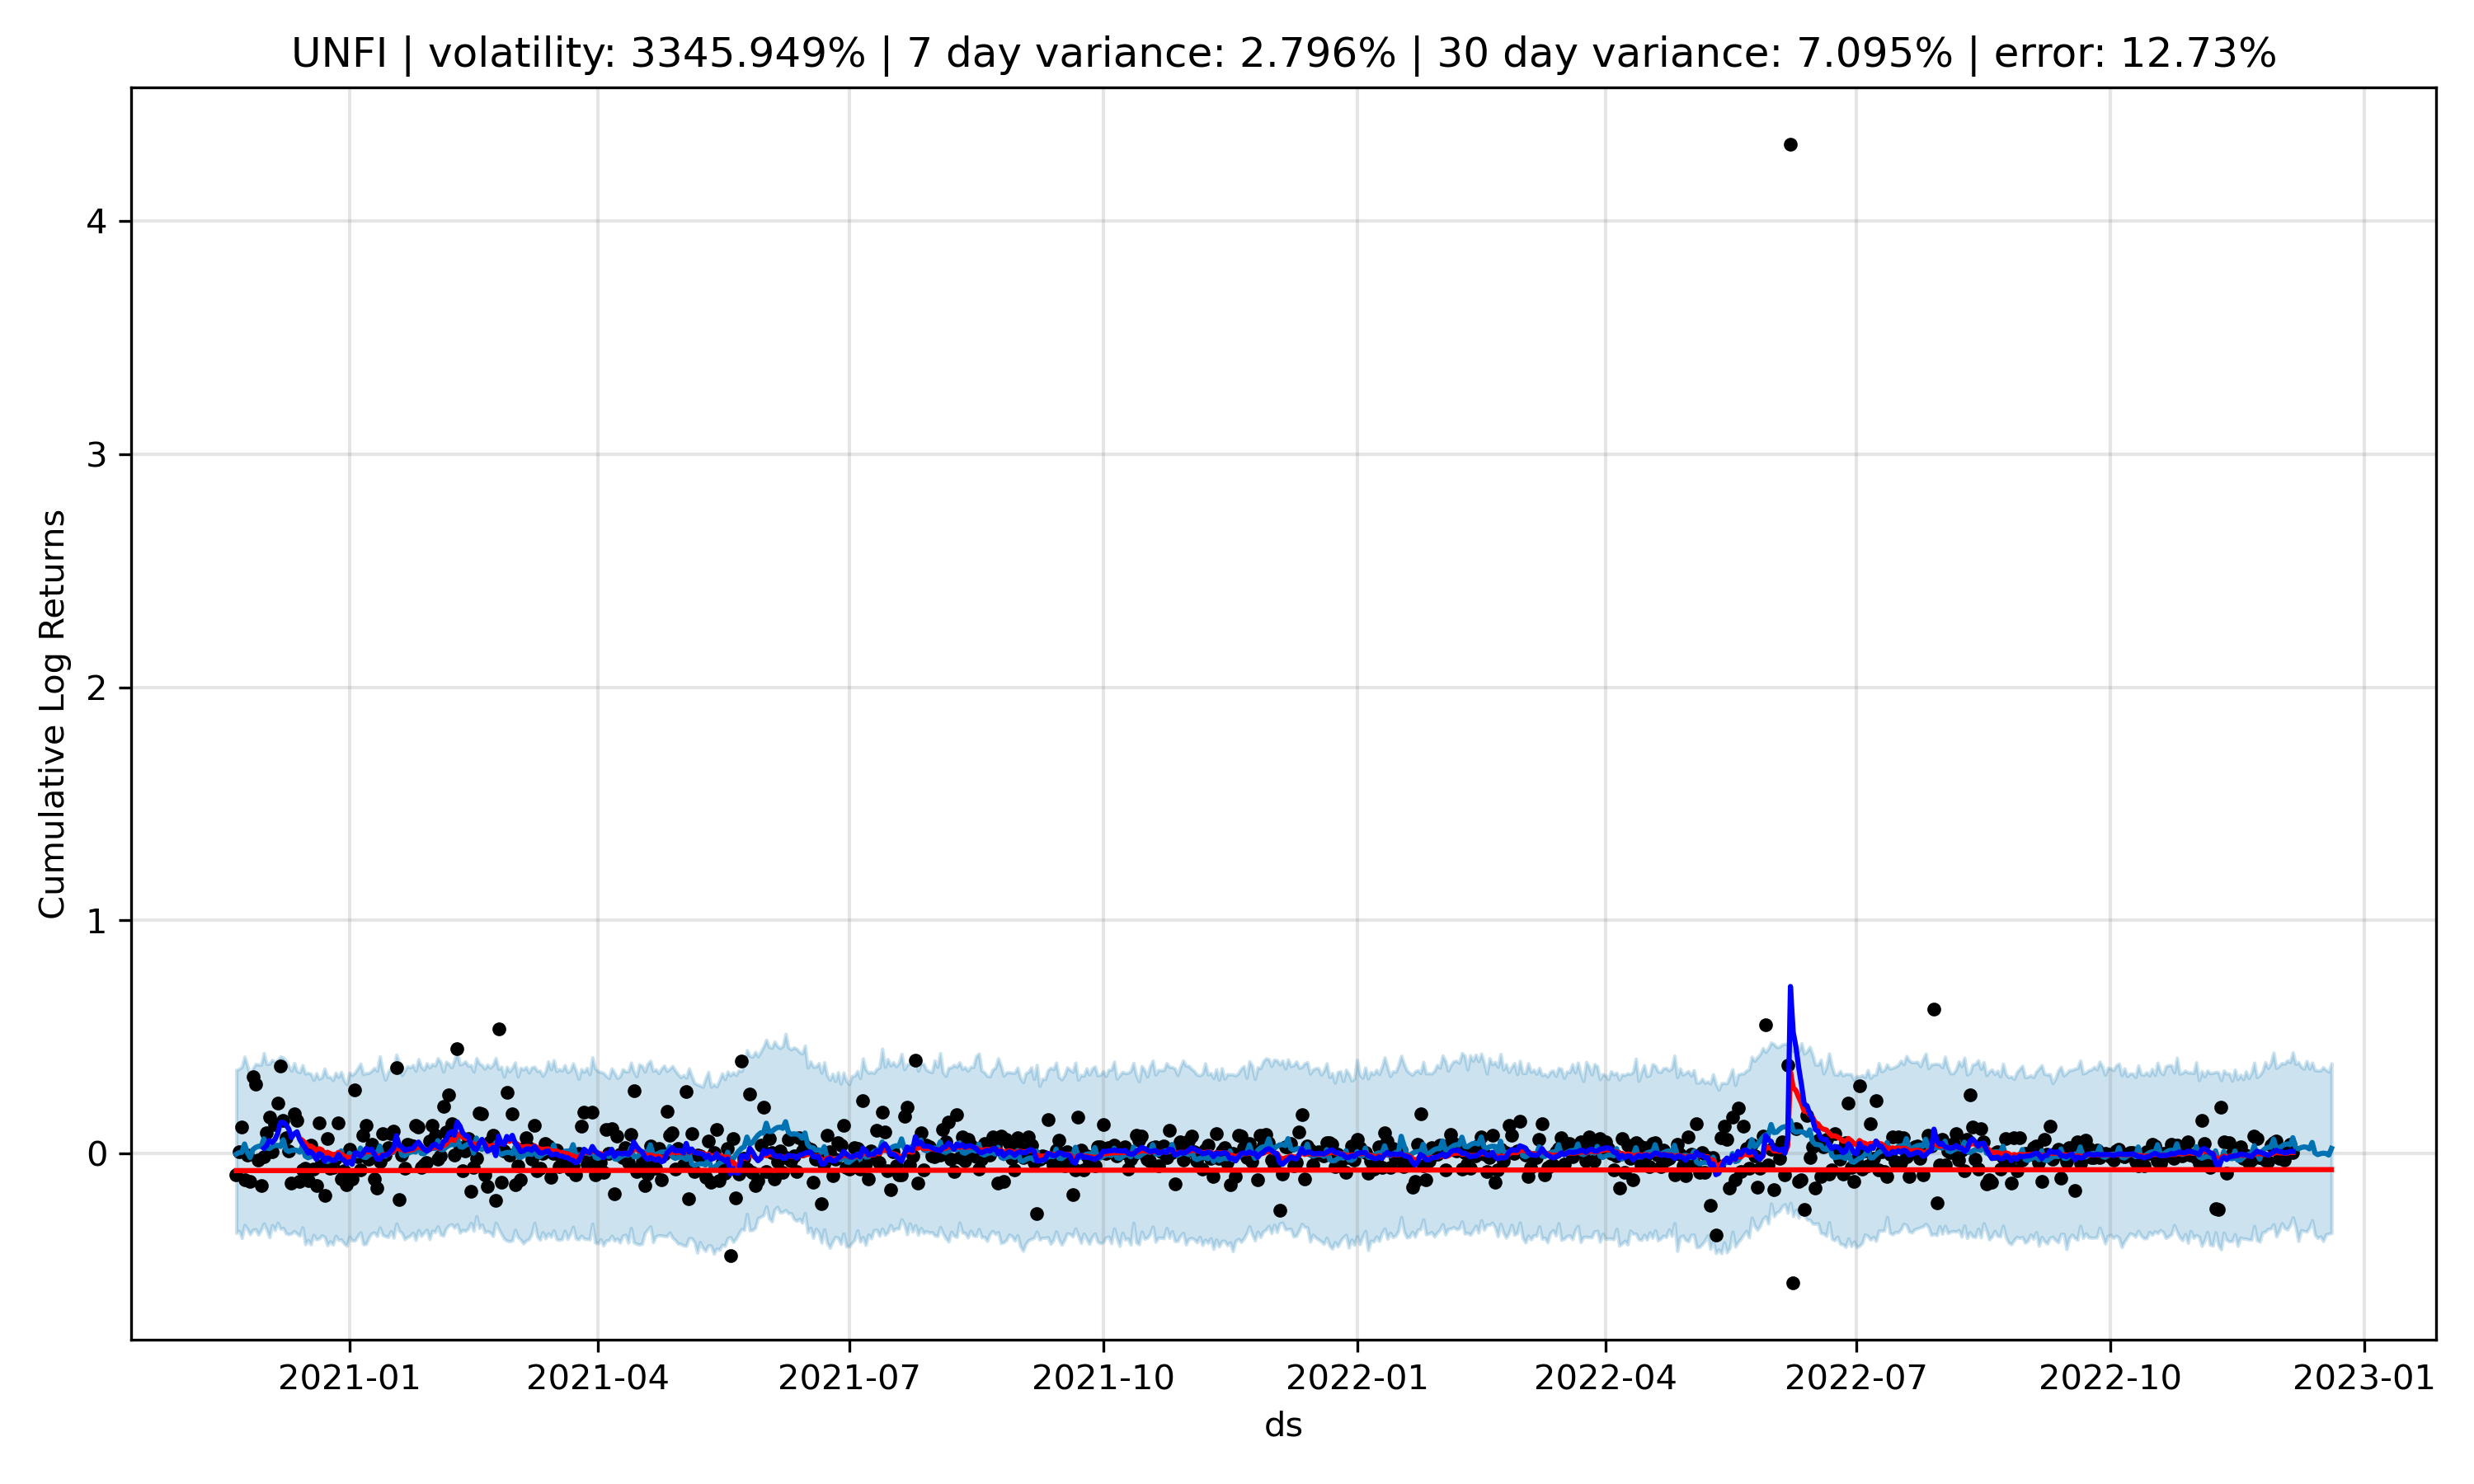 UNFI | volatility: 3345.949% | 7 day variance: 2.796% | 30 day variance: 7.095% | error: 12.73%
Cumulative Log Returns
4
3
2
1
0
2021-01 2021-04 2021-07 2021-10 2022-01 2022-04 2022-07 2022-10 2023-01
ds